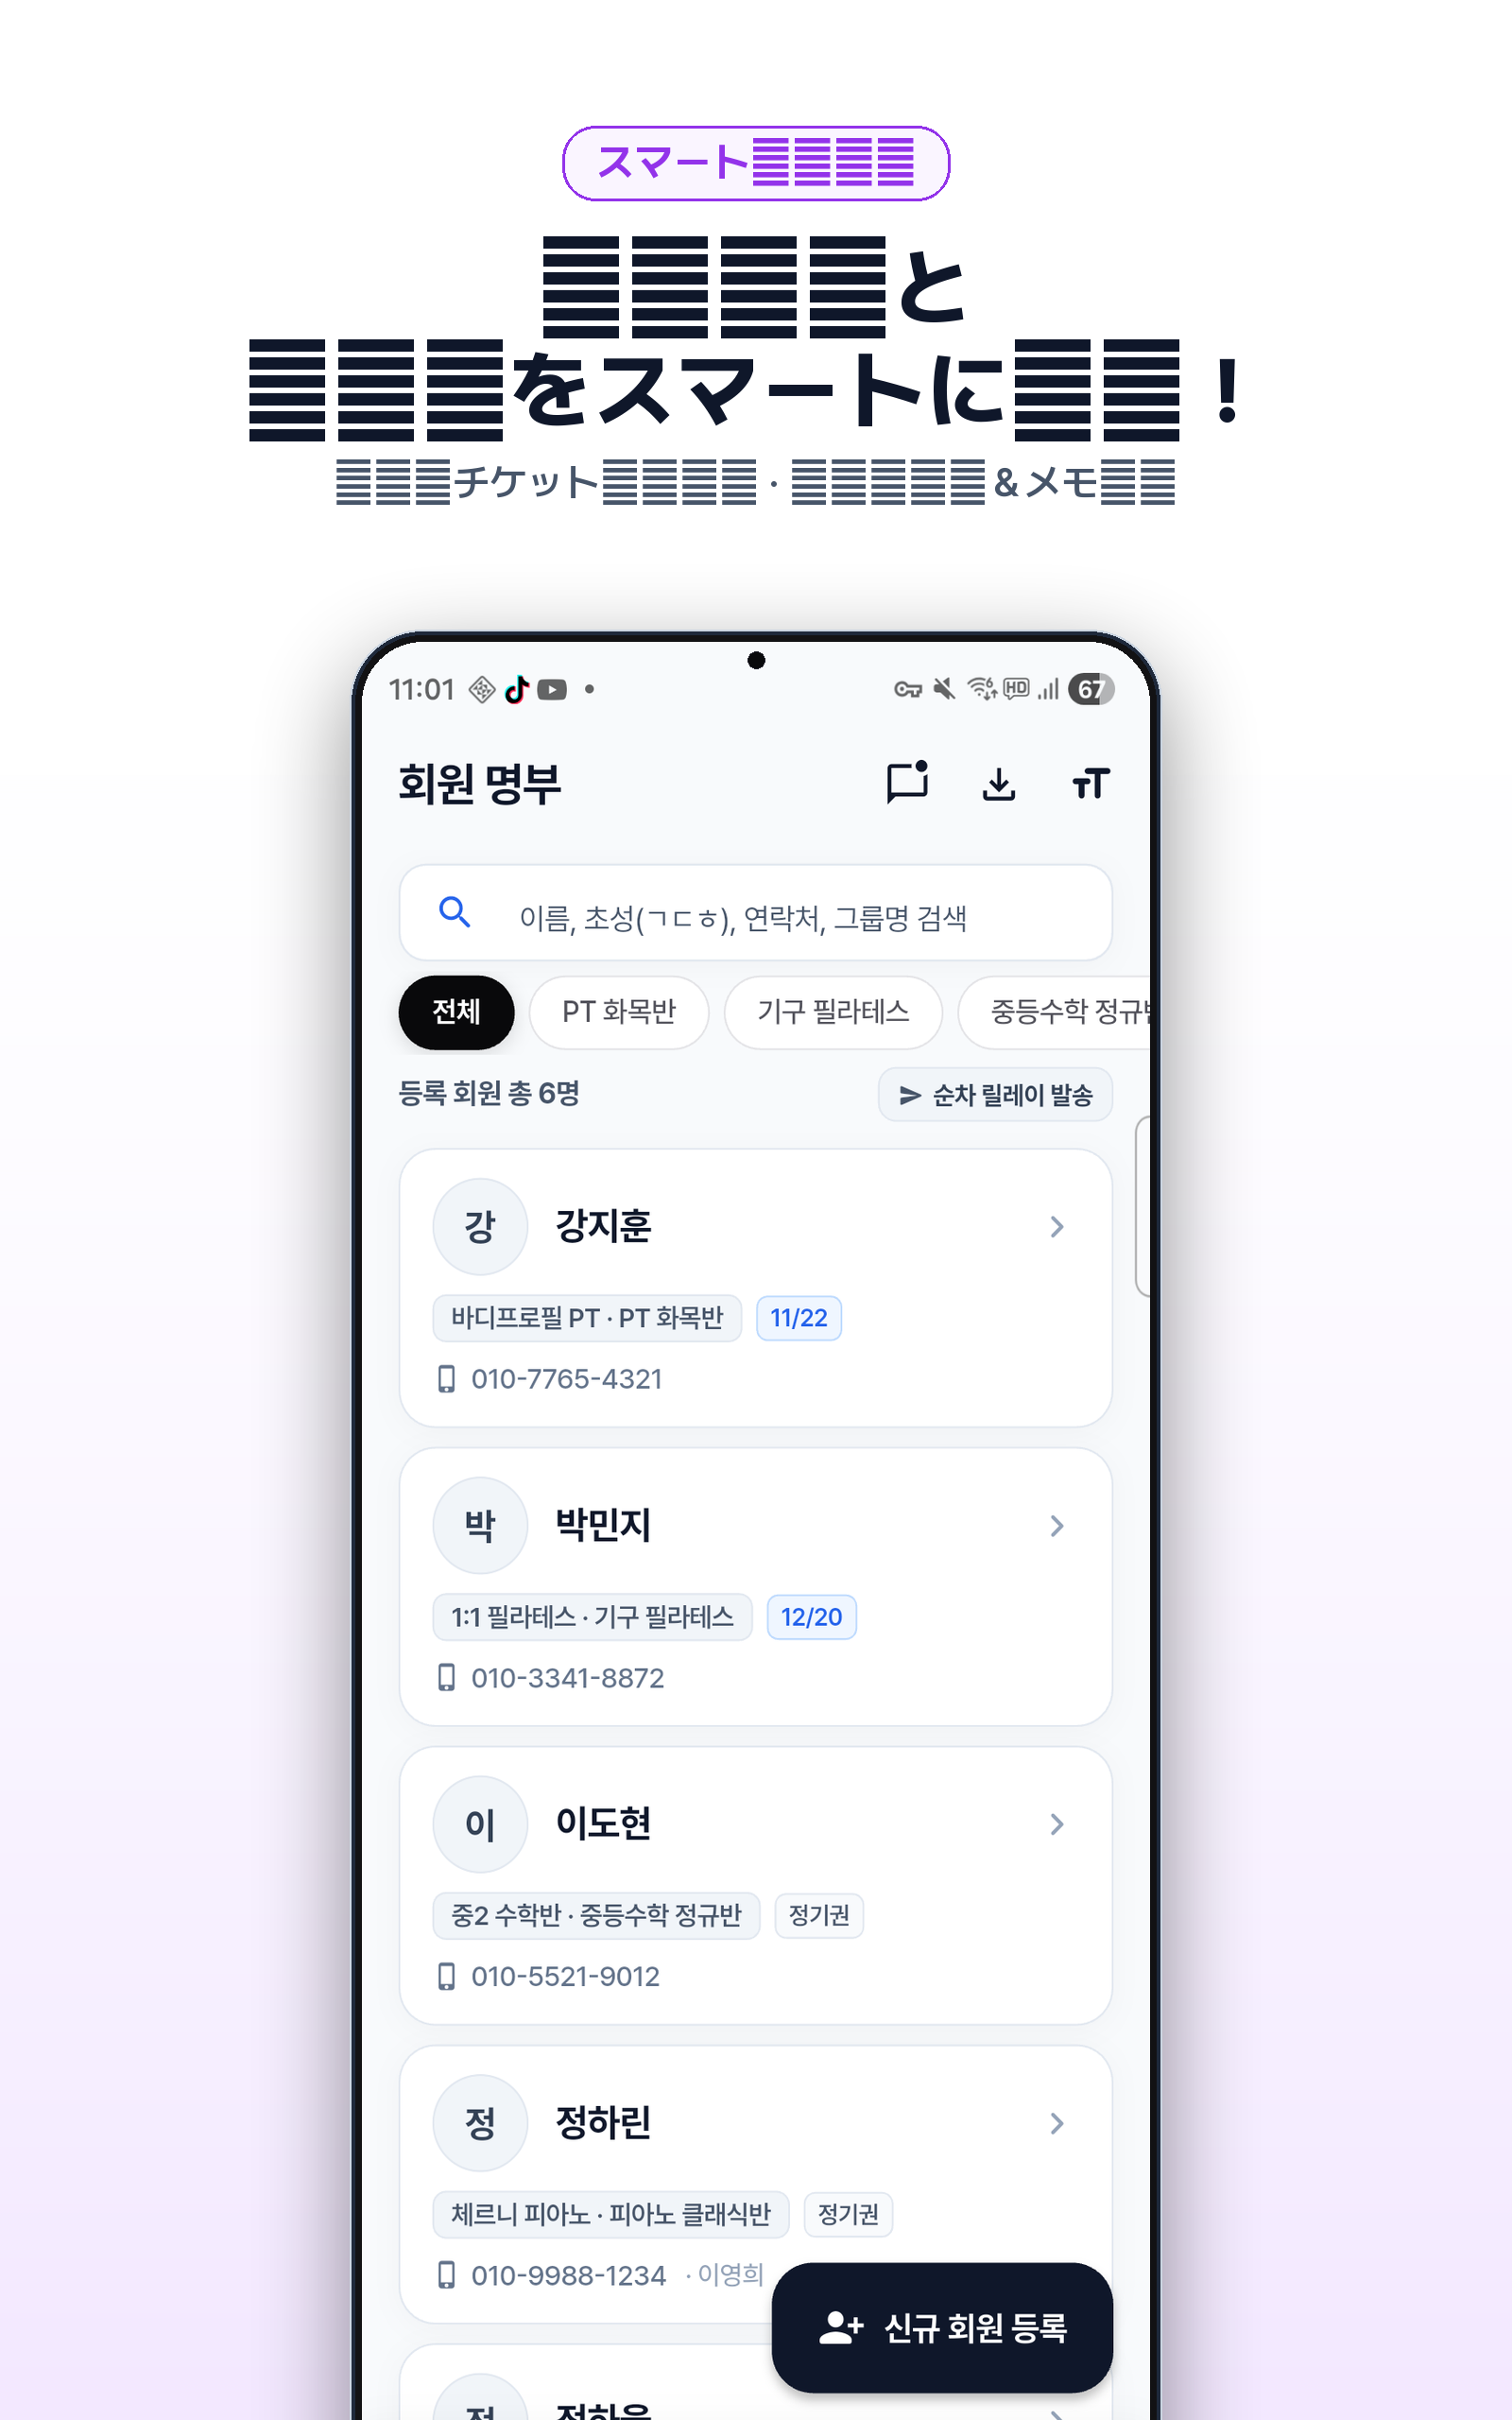 スマート
と
をスマートに！
チケット · & メモ
11:01 HD 67
회원 명부
이름, 초성(ㄱㄷㅎ), 연락처, 그룹명 검색
전체 PT 화목반 기구 필라테스 중등수학
등록 회원 총 6명 순차 릴레이 발송
강 강지훈
바디프로필 PT · PT 화목반 11/22
010-7765-4321
박 박민지
1:1 필라테스 · 기구 필라테스 12/20
010-3341-8872
이 이도현
중2 수학반 · 중등수학 정규반 정기권
010-5521-9012
정 정하린
체르니 피아노 · 피아노 클래식반 정기권
010-9988-1234 · 이영희
신규 회원 등록